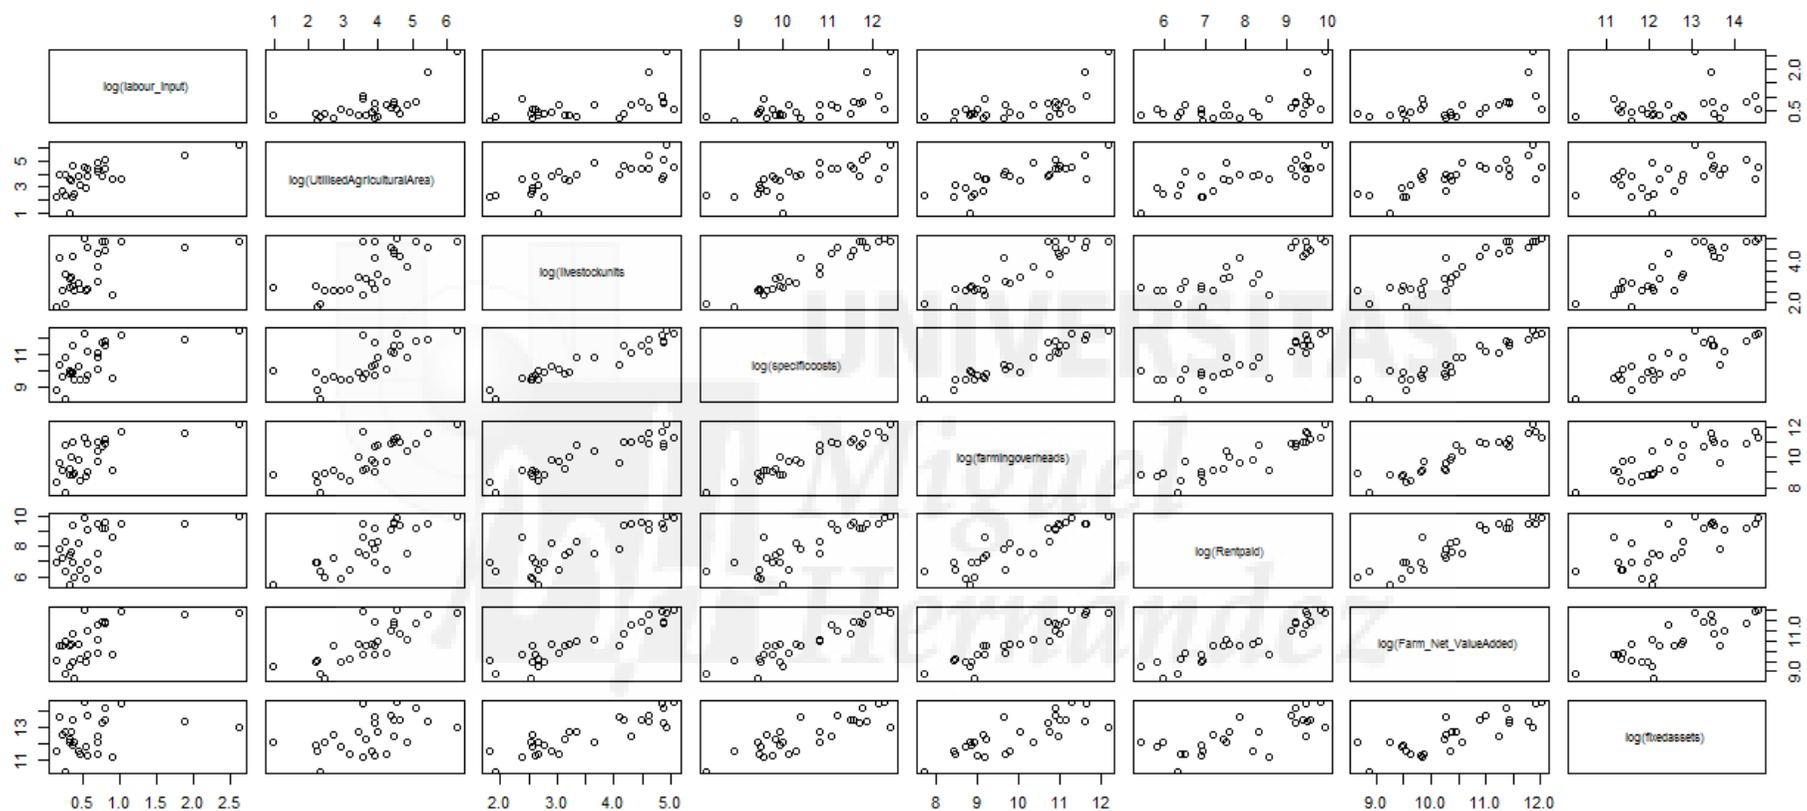 1 2 3 4 5 6 9 10 11 12 6 7 8 9 10 11 12 13 14
log(labour_input) 0.5 2.0
1 3 5 log(UtilisedAgriculturalArea)
log(livestockunits 2.0 4.0
9 11 log(specificcosts)
log(farmingoverheads) 8 10 12
6 8 10 log(Rentpaid)
log(Farm_Net_ValueAdded) 9.0 11.0
11 13 log(fixedassets)
0.5 1.0 1.5 2.0 2.5 2.0 3.0 4.0 5.0 8 9 10 11 12 9.0 10.0 11.0 12.0
UNIVERSITAS
Miguel
Hernández